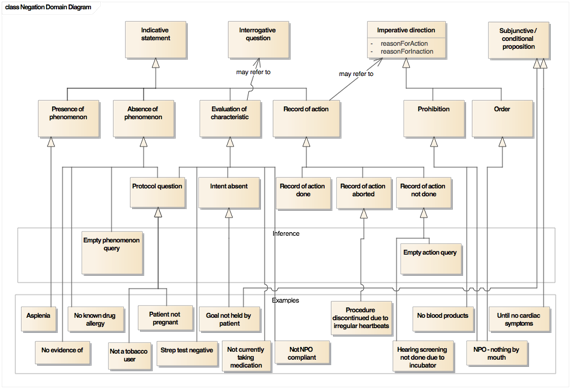 class Negation Domain Diagram
Indicative
statement
Interrogative
question
Imperative direction
- reasonForAction
- reasonForInaction
Subjunctive /
conditional
proposition
may refer to
may refer to
Presence of
phenomenon
Absence of
phenomenon
Evaluation of
characteristic
Record of action
Prohibition
Order
Protocol question
Intent absent
Record of action
done
Record of action
aborted
Record of action
not done
Inference
Empty phenomenon
query
Empty action query
Examples
Asplenia
No known drug
allergy
Patient not
pregnant
Goal not held by
patient
Procedure
discontinued due to
irregular heartbeats
No blood products
Until no cardiac
symptoms
No evidence of
Not a tobacco
user
Strep test negative
Not currently
taking
medication
Not NPO
compliant
Hearing screening
not done due to
incubator
NPO - nothing by
mouth